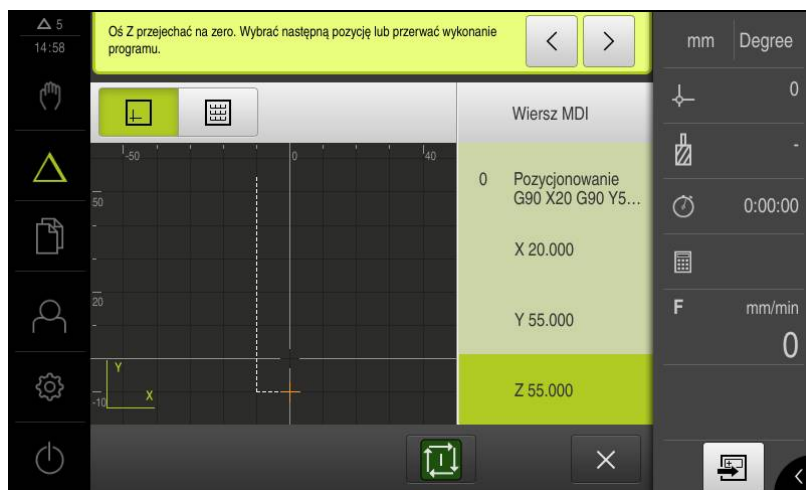 5
14:58
Oś Z przejechać na zero. Wybrać następną pozycję lub przerwać wykonanie
programu.
mm Degree
0
Wiersz MDI
-
-50 0 40
50
20
-10
Y
X
0 Pozycjonowanie
G90 X20 G90 Y5...
X 20.000
Y 55.000
Z 55.000
0:00:00
F mm/min
0